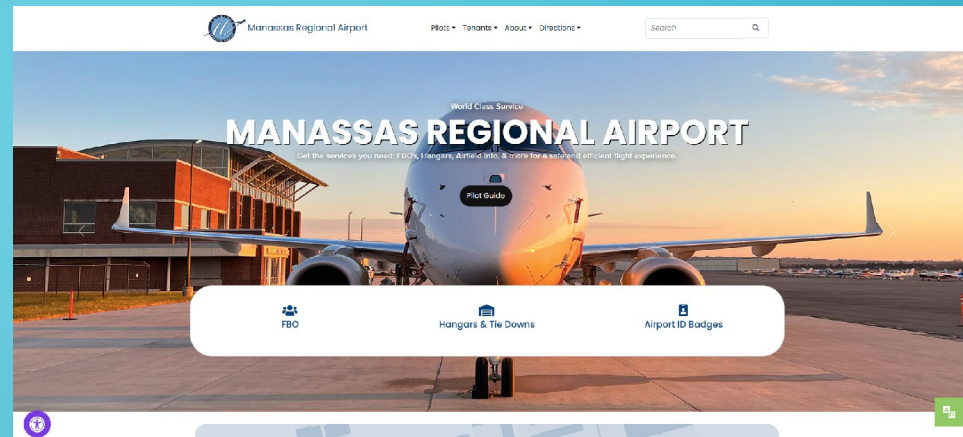 Manassas Regional Airport
Pilots
Tenants
About
Directions
Search
World Class Service
MANASSAS REGIONAL AIRPORT
Get the services you need: FBOs, Hangars, Airfield Info, & more for a safe and efficient flight experience.
Pilot Guide
FBO
Hangars & Tie Downs
Airport ID Badges